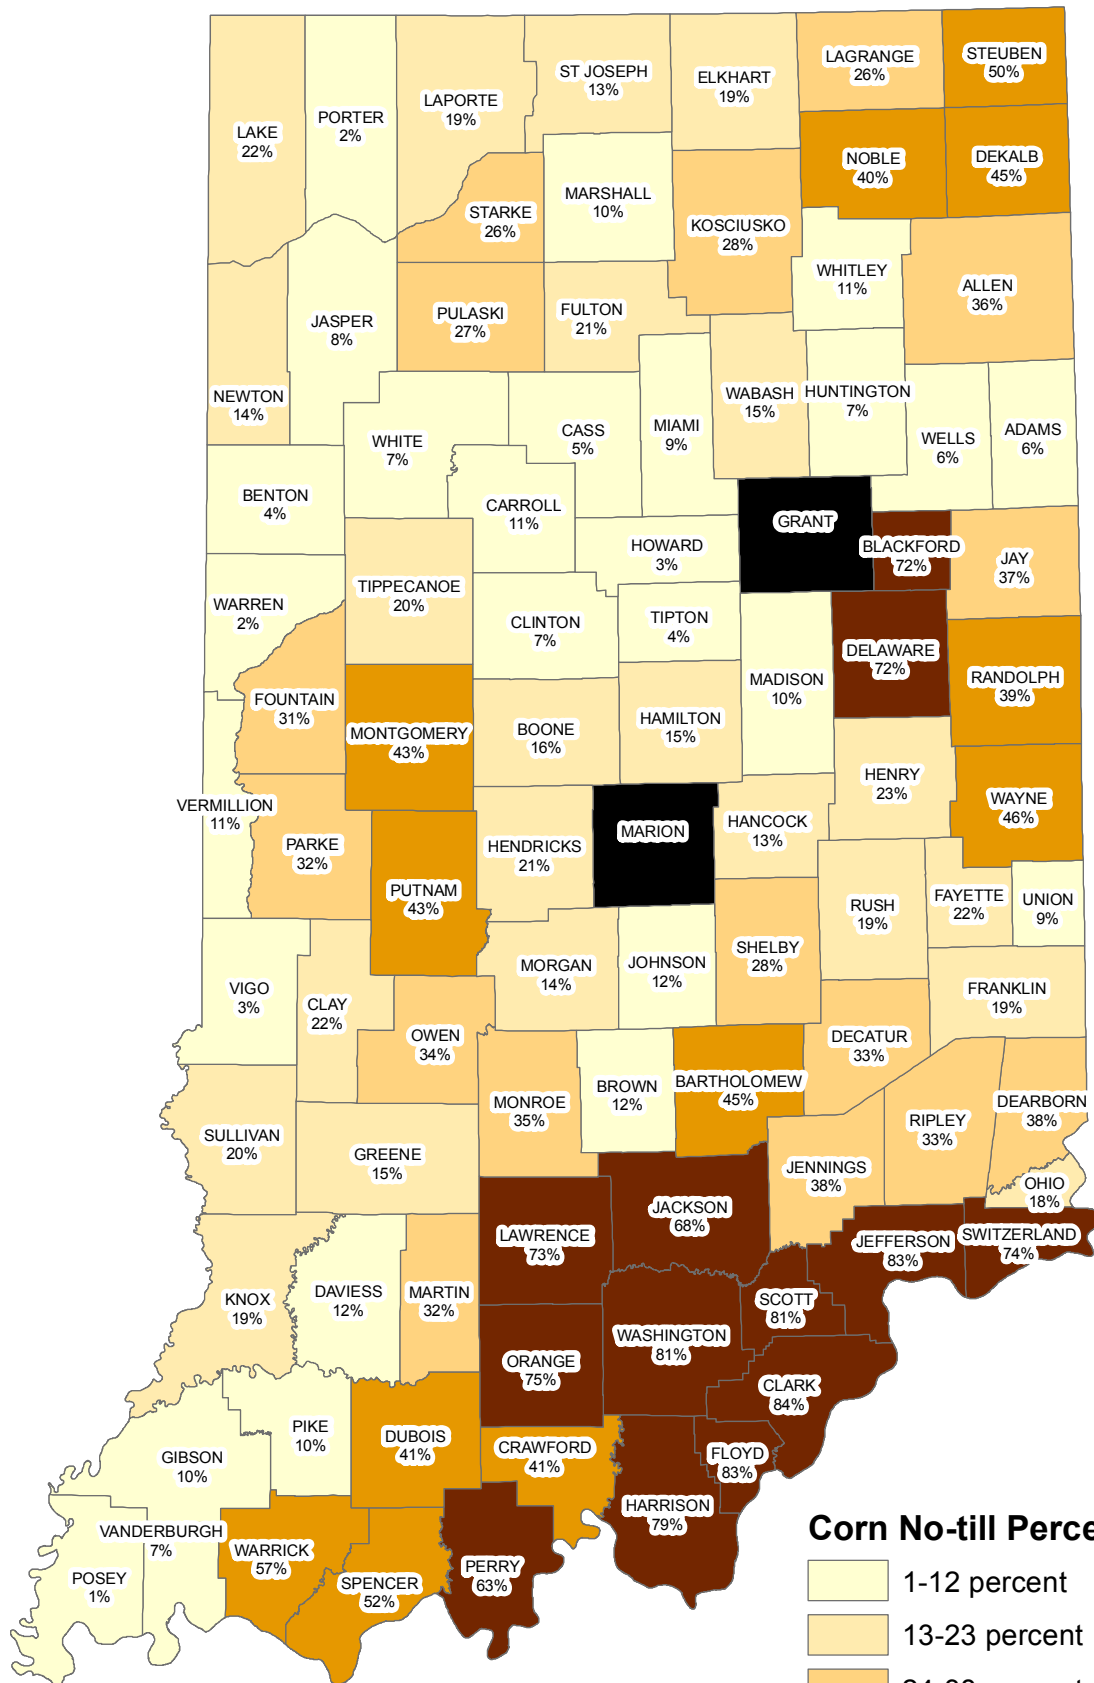 STEUBEN
50%
LAGRANGE
26%
ST JOSEPH
13%
ELKHART
19%
LAPORTE
19%
PORTER
2%
LAKE
22%
NOBLE
40%
DEKALB
45%
MARSHALL
10%
STARKE
26%
KOSCIUSKO
28%
WHITLEY
11%
ALLEN
36%
JASPER
8%
PULASKI
27%
FULTON
21%
NEWTON
14%
WABASH
15%
HUNTINGTON
7%
WHITE
7%
CASS
5%
MIAMI
9%
WELLS
6%
ADAMS
6%
BENTON
4%
CARROLL
11%
GRANT
HOWARD
3%
BLACKFORD
72%
JAY
37%
TIPPECANOE
20%
WARREN
2%
CLINTON
7%
TIPTON
4%
DELAWARE
72%
MADISON
10%
RANDOLPH
39%
FOUNTAIN
31%
MONTGOMERY
43%
BOONE
16%
HAMILTON
15%
HENRY
23%
WAYNE
46%
VERMILLION
11%
PARKE
32%
HENDRICKS
21%
MARION
HANCOCK
13%
PUTNAM
43%
RUSH
19%
FAYETTE
22%
UNION
9%
SHELBY
28%
JOHNSON
12%
MORGAN
14%
VIGO
3%
CLAY
22%
FRANKLIN
19%
OWEN
34%
DECATUR
33%
BROWN
12%
BARTHOLOMEW
45%
MONROE
35%
DEARBORN
38%
RIPLEY
33%
SULLIVAN
20%
GREENE
15%
JENNINGS
38%
OHIO
18%
JACKSON
68%
LAWRENCE
73%
JEFFERSON
83%
SWITZERLAND
74%
KNOX
19%
DAVIESS
12%
MARTIN
32%
SCOTT
81%
WASHINGTON
81%
ORANGE
75%
CLARK
84%
PIKE
10%
DUBOIS
41%
CRAWFORD
41%
FLOYD
83%
GIBSON
10%
HARRISON
79%
VANDERBURGH
7%
WARRICK
57%
POSEY
1%
SPENCER
52%
PERRY
63%
Corn No-till Perce
1-12 percent
13-23 percent